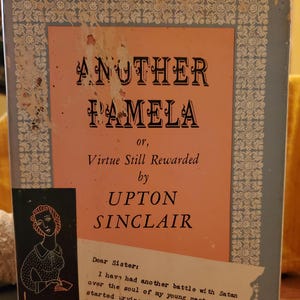 ANOTHER
PAMELA
or,
Virtue Still Rewarded
by
UPTON
SINCLAIR
Dear Sister:
I have had another battle with Satan
over the soul of my young
started